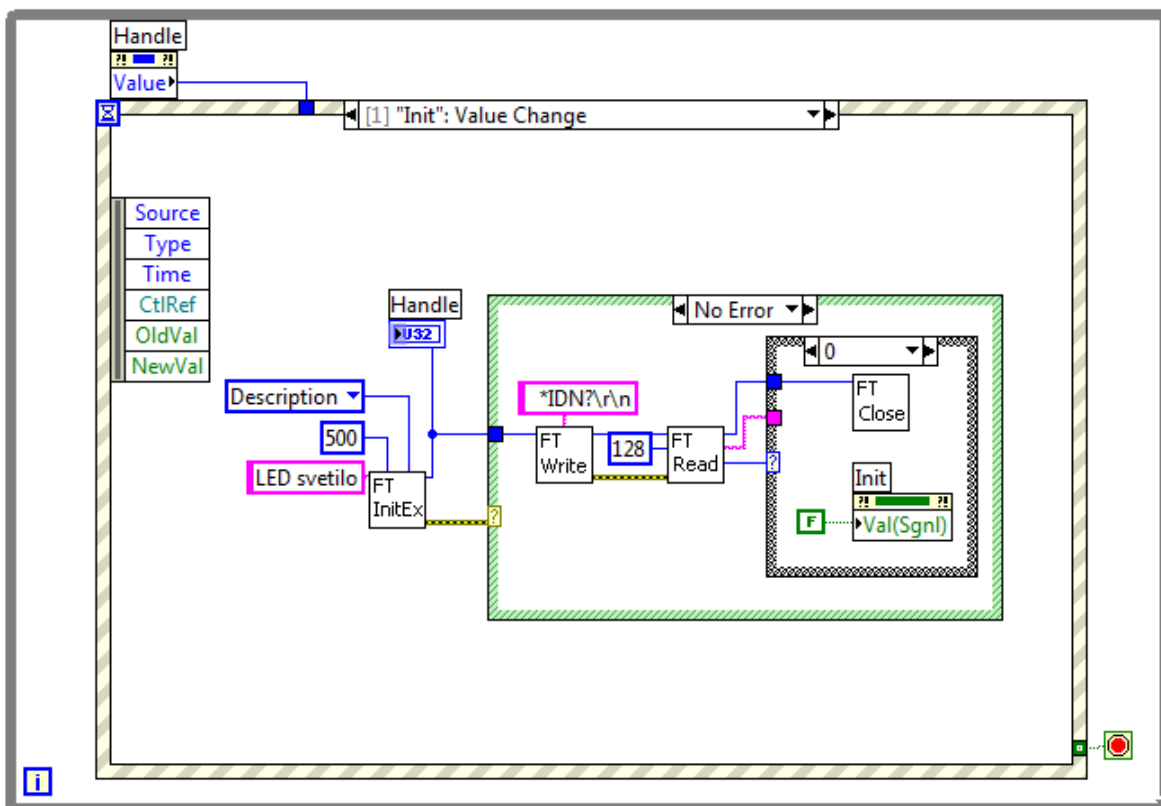 Handle
Value
[1] "Init": Value Change
Source
Type
Time
CtlRef
OldVal
NewVal
Handle
U32
No Error
0
Description
*IDN?\r\n
FT
Close
500
FT
Write
128
FT
Read
?
LED svetilo
FT
InitEx
?
Init
F
Val(Sgnl)
i